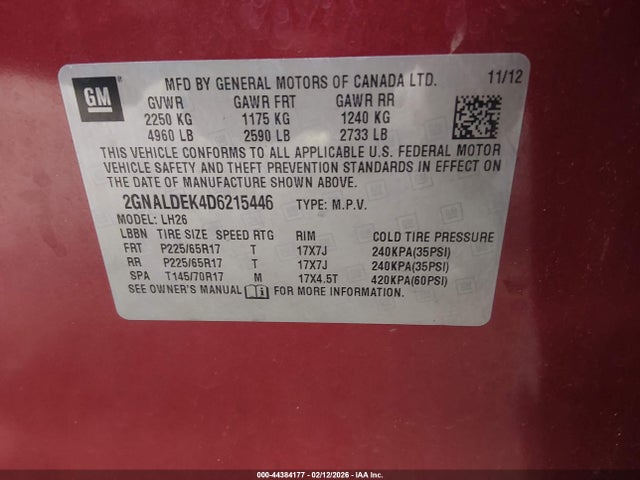 GM
MFD BY GENERAL MOTORS OF CANADA LTD. 11/12
GVWR GAWR FRT GAWR RR
2250 KG 1175 KG 1240 KG
4960 LB 2590 LB 2733 LB
THIS VEHICLE CONFORMS TO ALL APPLICABLE U.S. FEDERAL MOTOR
VEHICLE SAFETY AND THEFT PREVENTION STANDARDS IN EFFECT ON
THE DATE OF MANUFACTURE SHOWN ABOVE.
2GNALDEK4D6215446 TYPE: M.P.V.
MODEL: LH26
LBBN TIRE SIZE SPEED RTG RIM COLD TIRE PRESSURE
FRT P225/65R17 T 17X7J 240KPA(35PSI)
RR P225/65R17 T 17X7J 240KPA(35PSI)
SPA T145/70R17 M 17X4.5T 420KPA(60PSI)
SEE OWNER'S MANUAL FOR MORE INFORMATION.
000-44384177 - 02/12/2026 - IAA Inc.